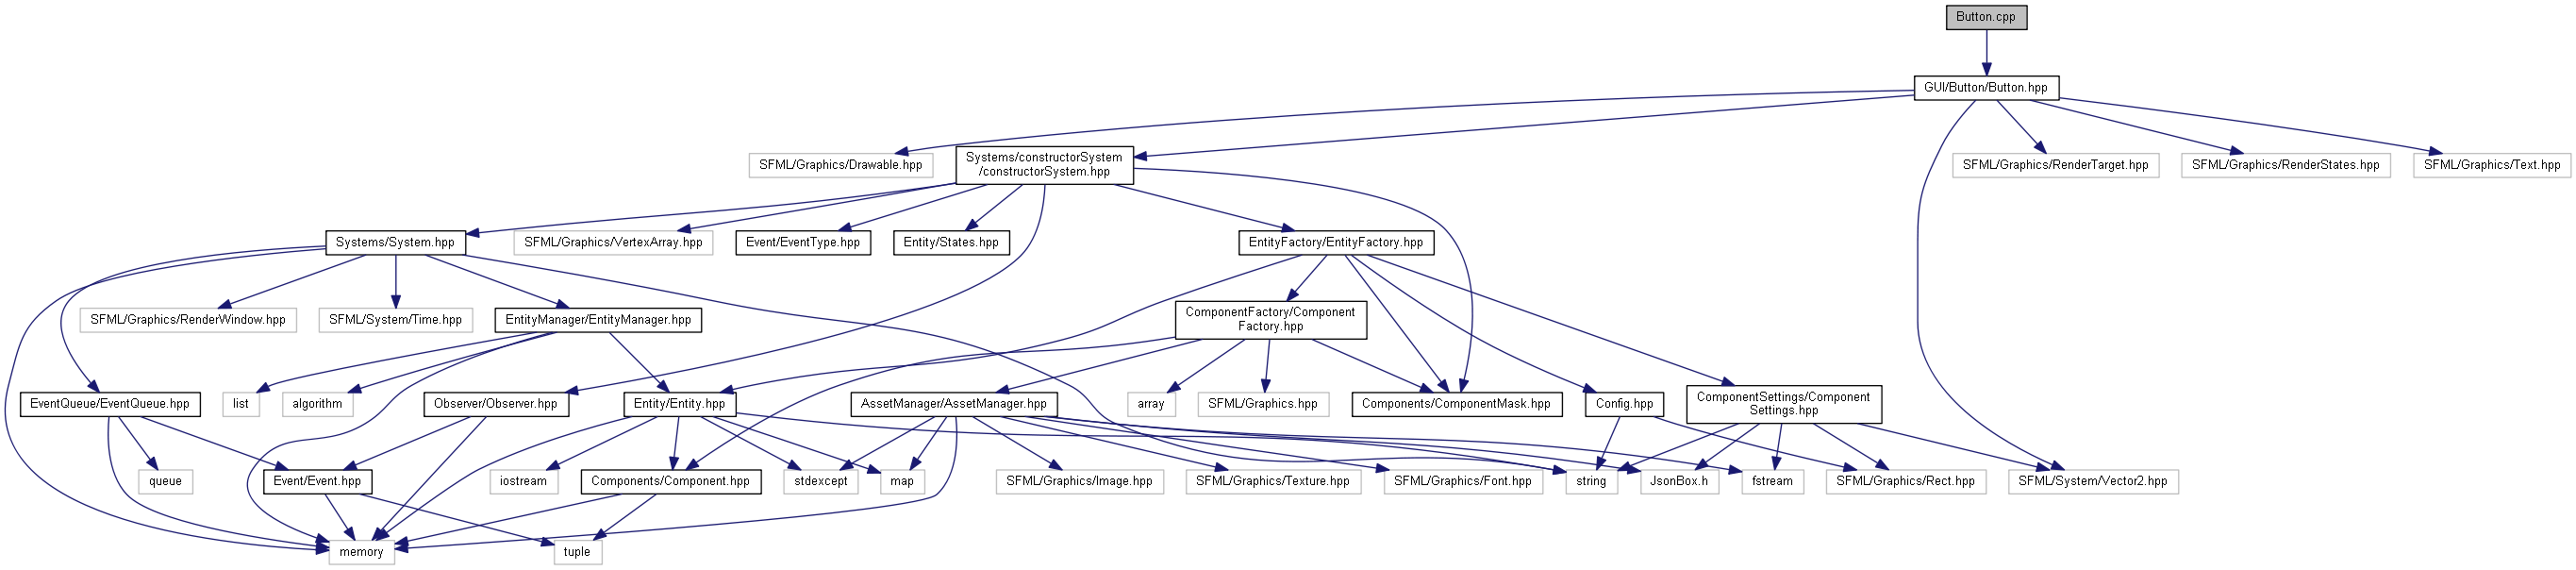 Button.cpp
GUI/Button/Button.hpp
SFML/Graphics/Drawable.hpp
Systems/constructorSystem
/constructorSystem.hpp
SFML/Graphics/RenderTarget.hpp
SFML/Graphics/RenderStates.hpp
SFML/Graphics/Text.hpp
Systems/System.hpp
SFML/Graphics/VertexArray.hpp
Event/EventType.hpp
Entity/States.hpp
EntityFactory/EntityFactory.hpp
SFML/Graphics/RenderWindow.hpp
SFML/System/Time.hpp
EntityManager/EntityManager.hpp
ComponentFactory/Component
Factory.hpp
EventQueue/EventQueue.hpp
list
algorithm
Observer/Observer.hpp
Entity/Entity.hpp
AssetManager/AssetManager.hpp
array
SFML/Graphics.hpp
Components/ComponentMask.hpp
Config.hpp
ComponentSettings/Component
Settings.hpp
queue
Event/Event.hpp
iostream
Components/Component.hpp
stdexcept
map
SFML/Graphics/Image.hpp
SFML/Graphics/Texture.hpp
SFML/Graphics/Font.hpp
string
JsonBox.h
fstream
SFML/Graphics/Rect.hpp
SFML/System/Vector2.hpp
memory
tuple